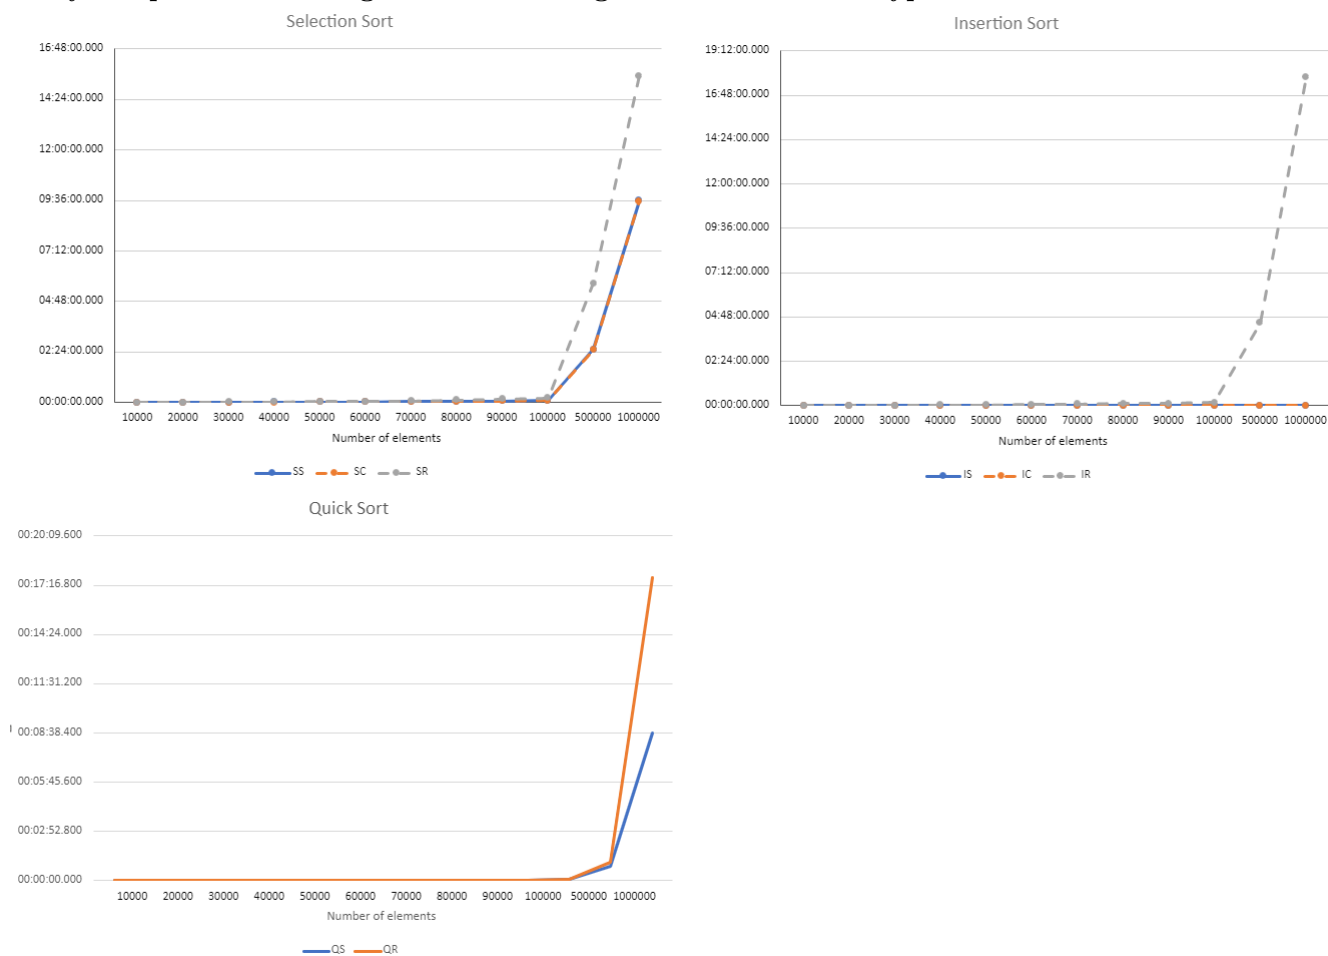 Selection Sort
16:48:00.000
14:24:00.000
12:00:00.000
09:36:00.000
07:12:00.000
04:48:00.000
02:24:00.000
00:00:00.000
10000 20000 30000 40000 50000 60000 70000 80000 90000 100000 500000 1000000
Number of elements
SS SC SR
Insertion Sort
19:12:00.000
16:48:00.000
14:24:00.000
12:00:00.000
09:36:00.000
07:12:00.000
04:48:00.000
02:24:00.000
00:00:00.000
10000 20000 30000 40000 50000 60000 70000 80000 90000 100000 500000 1000000
Number of elements
IS IC IR
Quick Sort
00:20:09.600
00:17:16.800
00:14:24.000
00:11:31.200
00:08:38.400
00:05:45.600
00:02:52.800
00:00:00.000
10000 20000 30000 40000 50000 60000 70000 80000 90000 100000 500000 1000000
Number of elements
QS QR